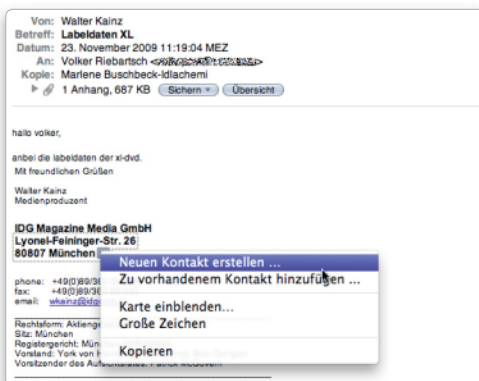 Von: Walter Kainz
Betreff: Labeldaten XL
Datum: 23. November 2009 11:19:04 MEZ
An: Volker Riebartsch
Kopie: Marlene Buschbeck-Idlachemi
1 Anhang, 687 KB Sichern Übersicht
hallo volker,
anbei die labeldaten der xl-dvd.
Mit freundlichen Grüßen
Walter Kainz
Medienproduzent
IDG Magazine Media GmbH
Lyonel-Feininger-Str. 26
80807 München
Neuen Kontakt erstellen ...
Zu vorhandenem Kontakt hinzufügen ...
Karte einblenden...
Große Zeichen
Kopieren
phone: +49(0)89/36
fax: +49(0)89/36
email: wkainz@idg
Rechtsform: Aktienge
Sitz: München
Registergericht: Mün
Vorstand: York von
Vorsitzender des Aufsichtsrates: Patrick McGovern